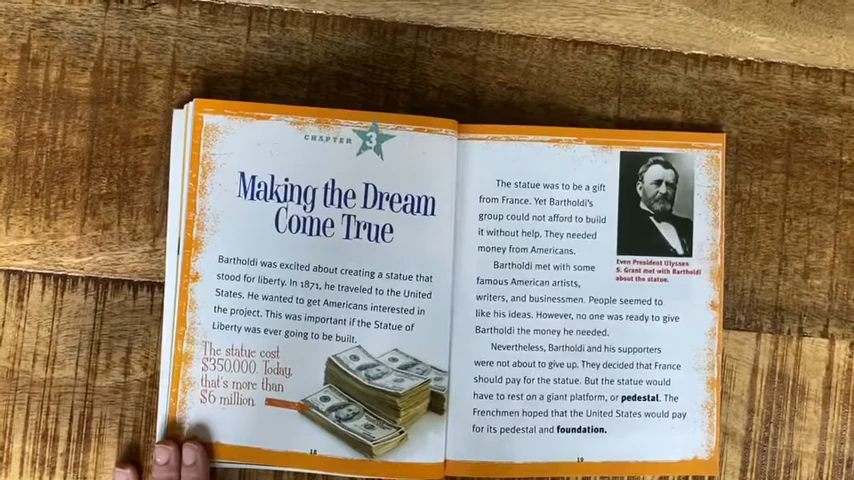 CHAPTER 3
Making the Dream
Come True
Bartholdi was excited about creating a statue that
stood for liberty. In 1871, he traveled to the United
States. He wanted to get Americans interested in
the project. This was important if the Statue of
Liberty was ever going to be built.
The statue cost
$350,000. Today,
that's more than
$6 million.
18
The statue was to be a gift
from France. Yet Bartholdi's
group could not afford to build
it without help. They needed
money from Americans.
Bartholdi met with some
famous American artists,
writers, and businessmen. People seemed to
like his ideas. However, no one was ready to give
Bartholdi the money he needed.
Nevertheless, Bartholdi and his supporters
were not about to give up. They decided that France
should pay for the statue. But the statue would
have to rest on a giant platform, or pedestal. The
Frenchmen hoped that the United States would pay
for its pedestal and foundation.
Even President Ulysses
S. Grant met with Bartholdi
about the statue.
19